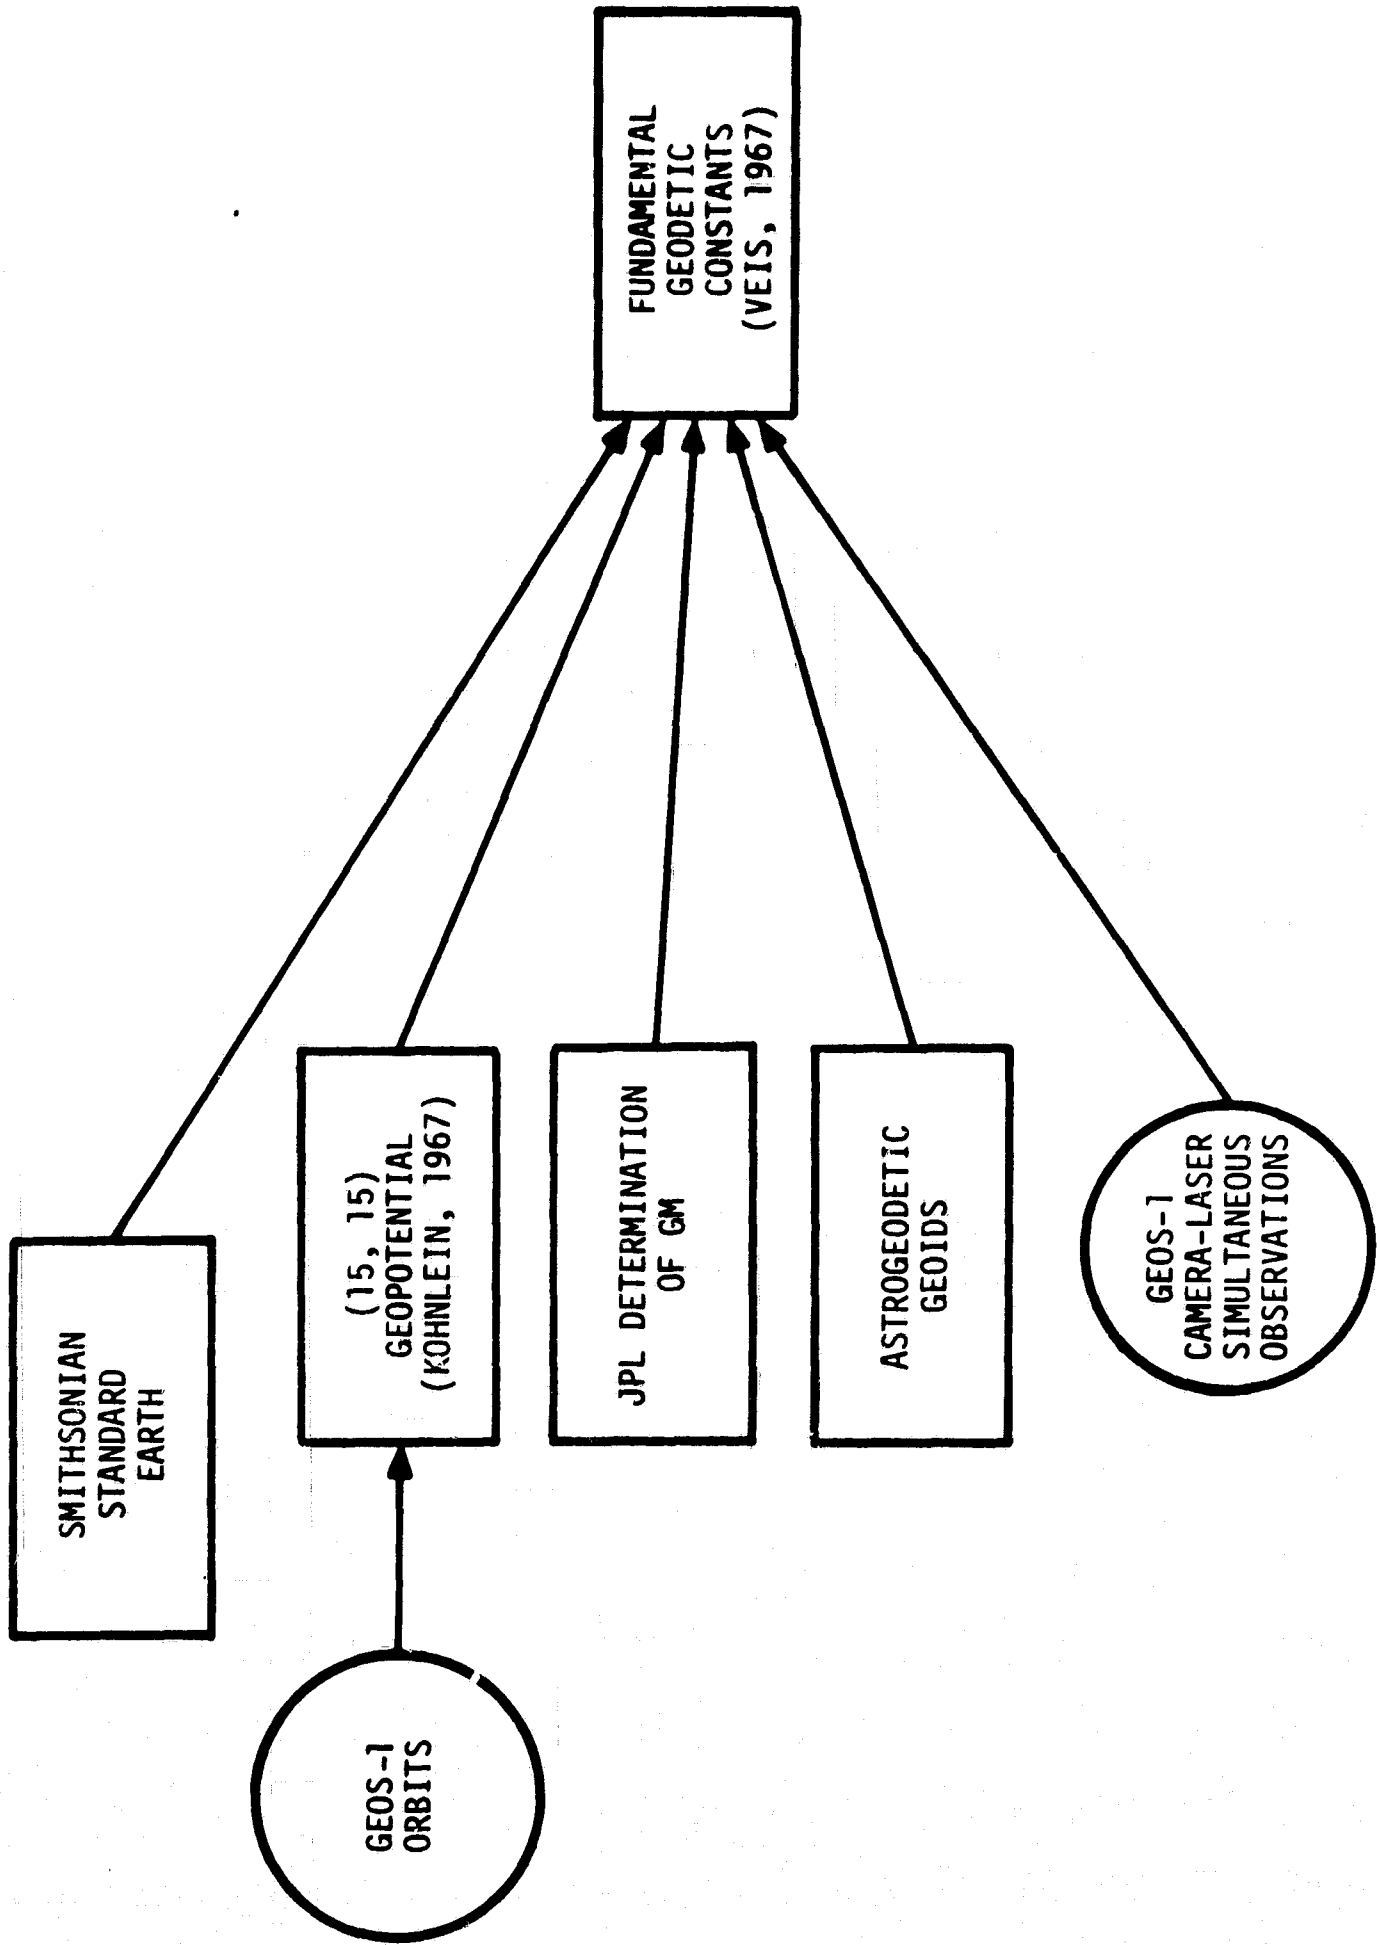 SMITHSONIAN
STANDARD
EARTH
GEOS-1
ORBITS
(15, 15)
GEOPOTENTIAL
(KOHNLEIN, 1967)
JPL DETERMINATION
OF GM
ASTROGEODETIC
GEOIDS
GEOS-1
CAMERA-LASER
SIMULTANEOUS
OBSERVATIONS
FUNDAMENTAL
GEODETIC
CONSTANTS
(VEIS, 1967)